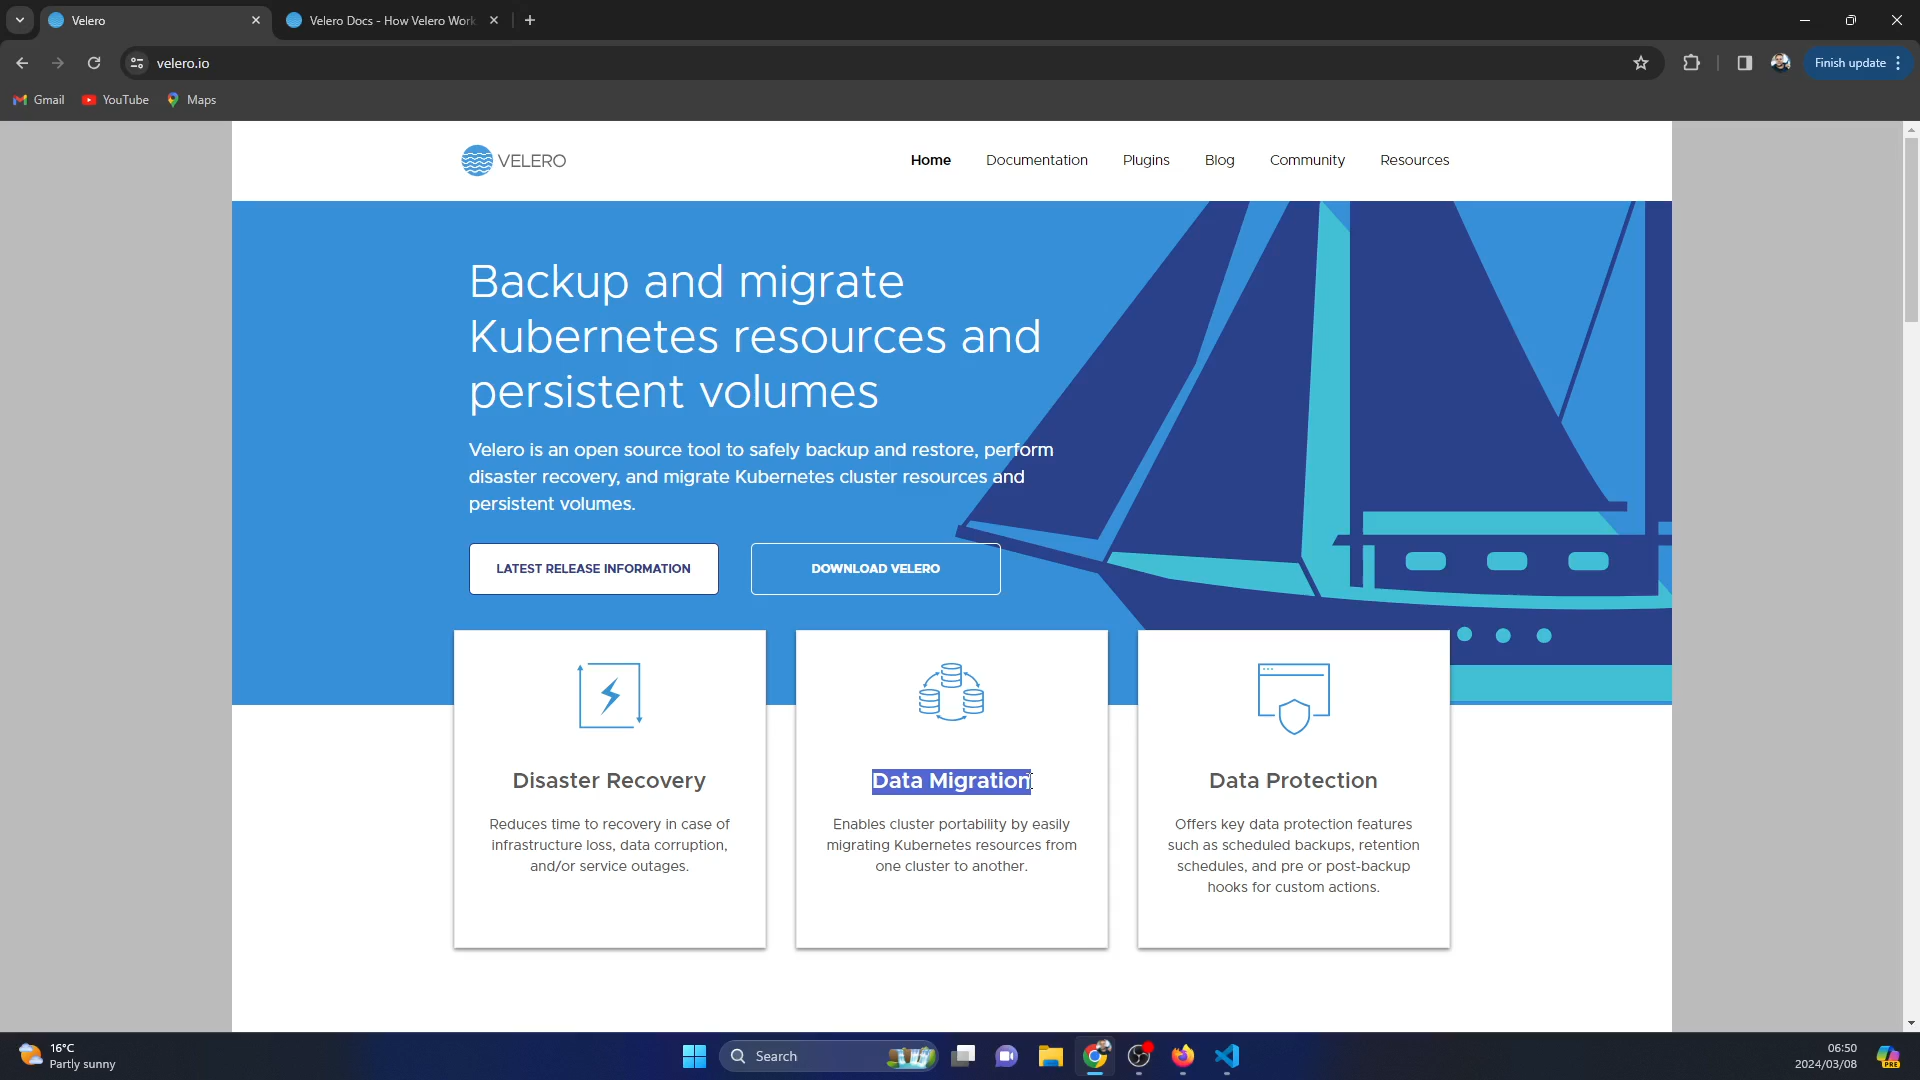 Velero
Velero Docs - How Velero Work
velero.io
Finish update
Gmail
YouTube
Maps
VELERO
Home
Documentation
Plugins
Blog
Community
Resources
Backup and migrate
Kubernetes resources and
persistent volumes
Velero is an open source tool to safely backup and restore, perform
disaster recovery, and migrate Kubernetes cluster resources and
persistent volumes.
LATEST RELEASE INFORMATION
DOWNLOAD VELERO
Disaster Recovery
Reduces time to recovery in case of
infrastructure loss, data corruption,
and/or service outages.
Data Migration
Enables cluster portability by easily
migrating Kubernetes resources from
one cluster to another.
Data Protection
Offers key data protection features
such as scheduled backups, retention
schedules, and pre or post-backup
hooks for custom actions.
16°C
Partly sunny
Search
06:50
2024/03/08
PRE